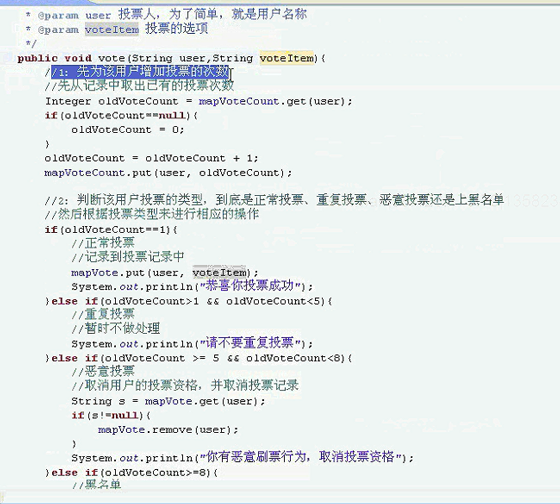 * @param user 投票人，为了简单，就是用户名称
* @param voteItem 投票的选项
*/
public void vote(String user,String voteItem){
//1：先为该用户增加投票的次数
//先从记录中取出已有的投票次数
Integer oldVoteCount = mapVoteCount.get(user);
if(oldVoteCount==null){
oldVoteCount = 0;
}
oldVoteCount = oldVoteCount + 1;
mapVoteCount.put(user, oldVoteCount);
//2：判断该用户投票的类型，到底是正常投票、重复投票、恶意投票还是上黑名单
//然后根据投票类型来进行相应的操作
if(oldVoteCount==1){
//正常投票
//记录到投票记录中
mapVote.put(user, voteItem);
System.out.println("恭喜你投票成功");
}else if(oldVoteCount>1 && oldVoteCount<5){
//重复投票
//暂时不做处理
System.out.println("请不要重复投票");
}else if(oldVoteCount >= 5 && oldVoteCount<8){
//恶意投票
//取消用户的投票资格，并取消投票记录
String s = mapVote.get(user);
if(s!=null){
mapVote.remove(user);
}
System.out.println("你有恶意刷票行为，取消投票资格");
}else if(oldVoteCount>=8){
//黑名单